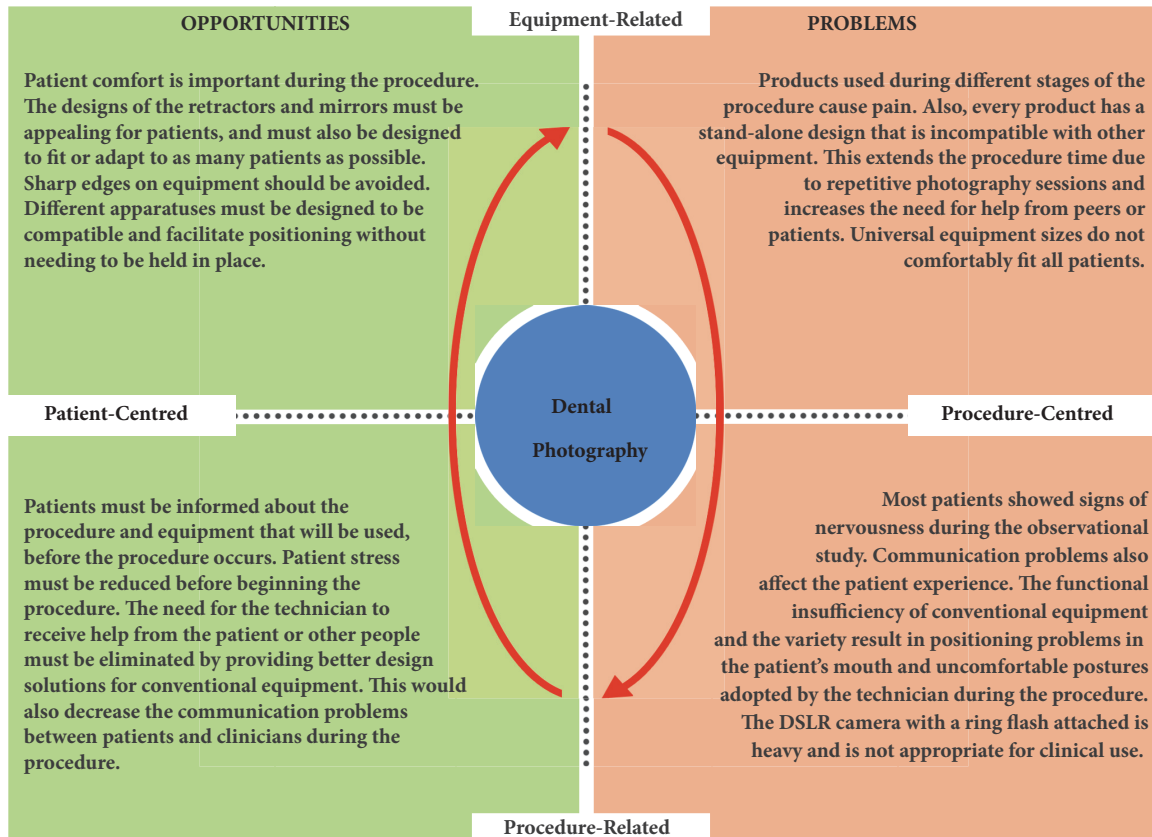 OPPORTUNITIES
Equipment-Related
PROBLEMS
Patient comfort is important during the procedure.
The designs of the retractors and mirrors must be
appealing for patients, and must also be designed
to fit or adapt to as many patients as possible.
Sharp edges on equipment should be avoided.
Different apparatuses must be designed to be
compatible and facilitate positioning without
needing to be held in place.
Products used during different stages of the
procedure cause pain. Also, every product has a
stand-alone design that is incompatible with other
equipment. This extends the procedure time due
to repetitive photography sessions and
increases the need for help from peers or
patients. Universal equipment sizes do not
comfortably fit all patients.
Patient-Centred
Dental
Photography
Procedure-Centred
Patients must be informed about the
procedure and equipment that will be used,
before the procedure occurs. Patient stress
must be reduced before beginning the
procedure. The need for the technician to
receive help from the patient or other people
must be eliminated by providing better design
solutions for conventional equipment. This would
also decrease the communication problems
between patients and clinicians during the
procedure.
Most patients showed signs of
nervousness during the observational
study. Communication problems also
affect the patient experience. The functional
insufficiency of conventional equipment
and the variety result in positioning problems in
the patient's mouth and uncomfortable postures
adopted by the technician during the procedure.
The DSLR camera with a ring flash attached is
heavy and is not appropriate for clinical use.
Procedure-Related